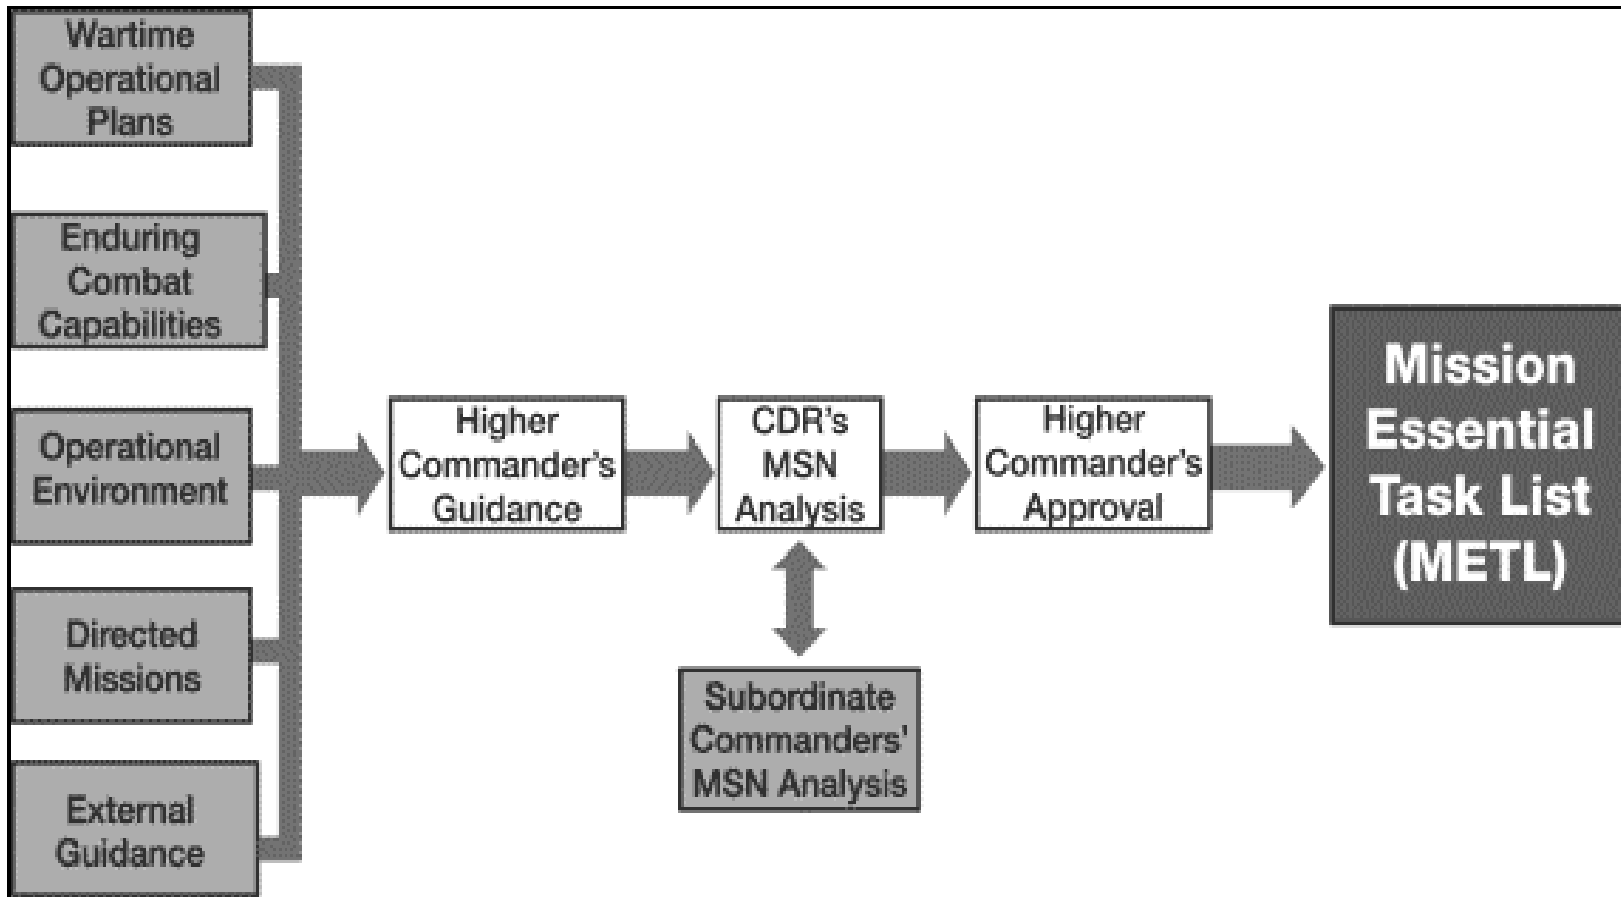 Wartime
Operational
Plans
Enduring
Combat
Capabilities
Operational
Environment
Directed
Missions
External
Guidance
Higher
Commander's
Guidance
CDR's
MSN
Analysis
Subordinate
Commanders'
MSN Analysis
Higher
Commander's
Approval
Mission
Essential
Task List
(METL)